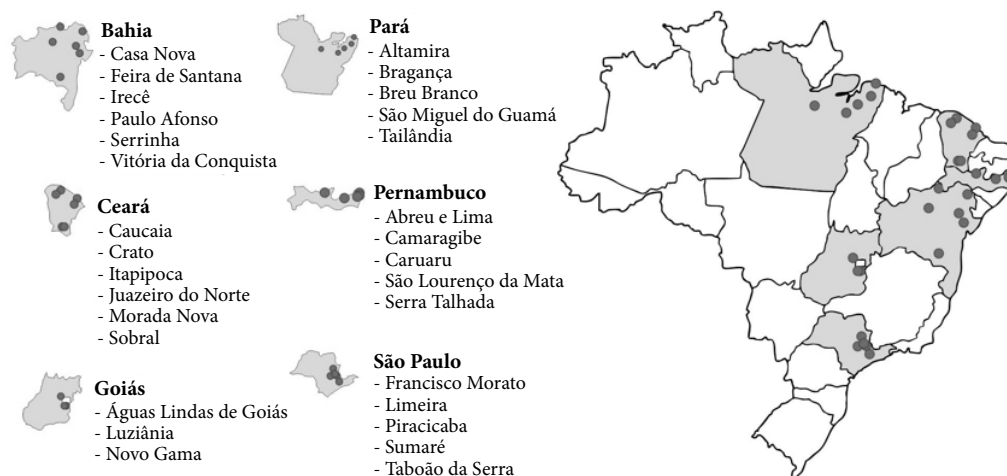 Bahia
- Casa Nova
- Feira de Santana
- Irecê
- Paulo Afonso
- Serrinha
- Vitória da Conquista
Ceará
- Caucaia
- Crato
- Itapipoca
- Juazeiro do Norte
- Morada Nova
- Sobral
Goiás
- Águas Lindas de Goiás
- Luziânia
- Novo Gama
Pará
- Altamira
- Bragança
- Breu Branco
- São Miguel do Guamá
- Tailândia
Pernambuco
- Abreu e Lima
- Camaragibe
- Caruaru
- São Lourenço da Mata
- Serra Talhada
São Paulo
- Francisco Morato
- Limeira
- Piracicaba
- Sumaré
- Taboão da Serra